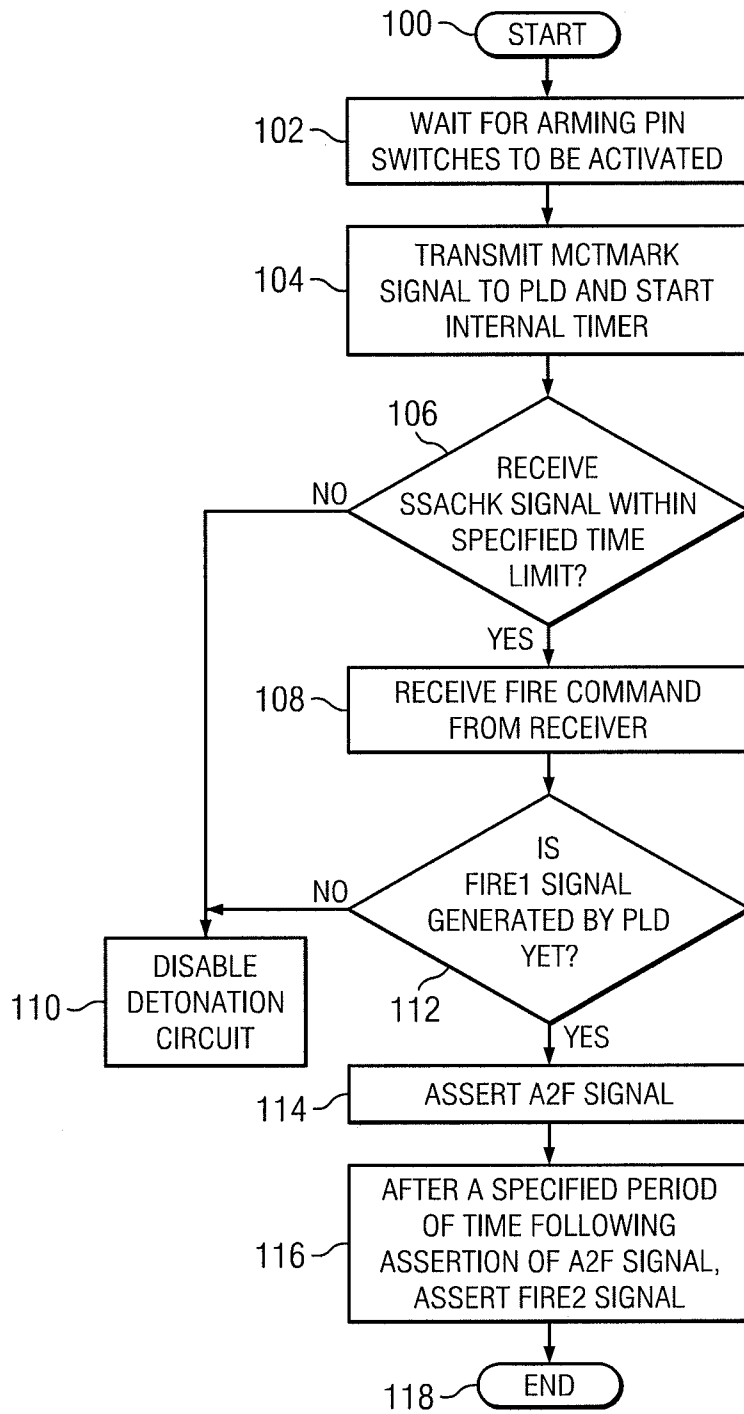 100
START
102
WAIT FOR ARMING PIN
SWITCHES TO BE ACTIVATED
104
TRANSMIT MCTMARK
SIGNAL TO PLD AND START
INTERNAL TIMER
106
RECEIVE
SSACHK SIGNAL WITHIN
SPECIFIED TIME
LIMIT?
NO
YES
108
RECEIVE FIRE COMMAND
FROM RECEIVER
IS
FIRE1 SIGNAL
GENERATED BY PLD
YET?
NO
112
110
DISABLE
DETONATION
CIRCUIT
YES
114
ASSERT A2F SIGNAL
116
AFTER A SPECIFIED PERIOD
OF TIME FOLLOWING
ASSERTION OF A2F SIGNAL,
ASSERT FIRE2 SIGNAL
118
END